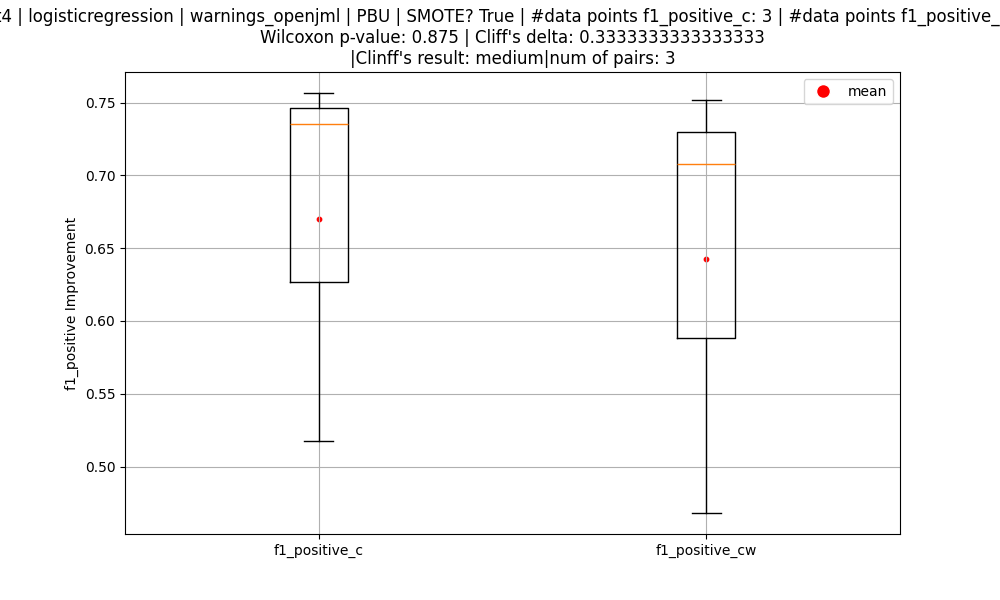 4 | logisticregression | warnings_openjml | PBU | SMOTE? True | #data points f1_positive_c: 3 | #data points f1_positive_
Wilcoxon p-value: 0.875 | Cliff's delta: 0.3333333333333333
|Clinff's result: medium|num of pairs: 3
mean
0.75
0.70
0.65
0.60
0.55
0.50
f1_positive Improvement
f1_positive_c
f1_positive_cw